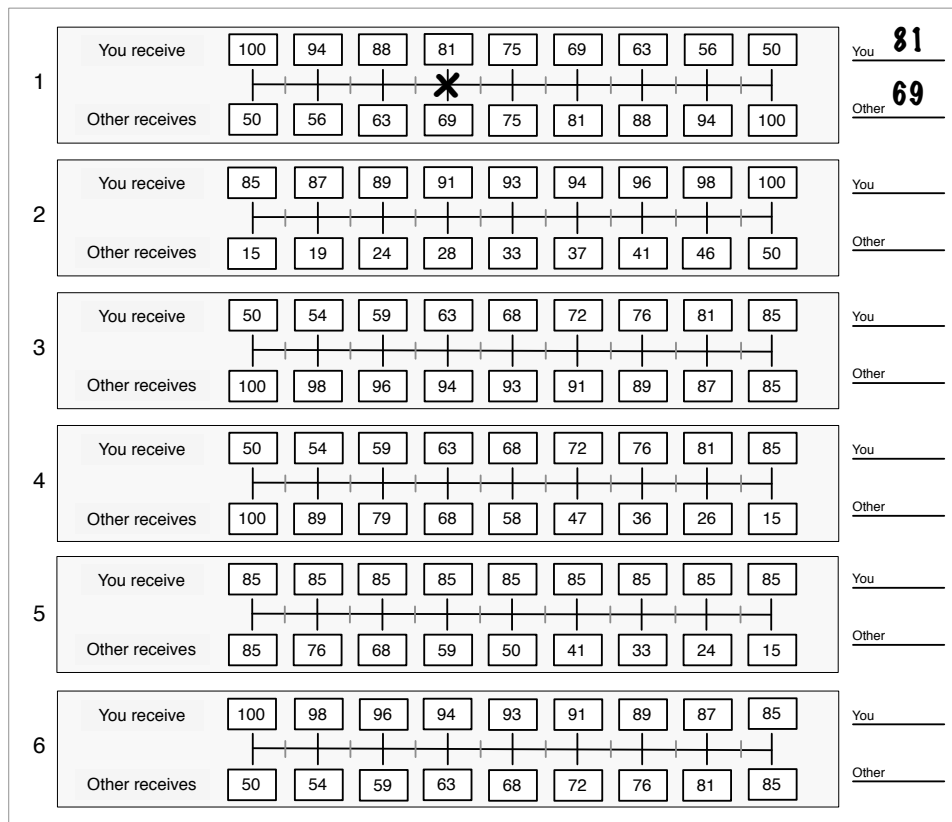 You receive 100 94 88 81 75 69 63 56 50
You 81
1
Other receives 50 56 63 69 75 81 88 94 100
Other 69
You receive 85 87 89 91 93 94 96 98 100
You
2
Other receives 15 19 24 28 33 37 41 46 50
Other
You receive 50 54 59 63 68 72 76 81 85
You
3
Other receives 100 98 96 94 93 91 89 87 85
Other
You receive 50 54 59 63 68 72 76 81 85
You
4
Other receives 100 89 79 68 58 47 36 26 15
Other
You receive 85 85 85 85 85 85 85 85 85
You
5
Other receives 85 76 68 59 50 41 33 24 15
Other
You receive 100 98 96 94 93 91 89 87 85
You
6
Other receives 50 54 59 63 68 72 76 81 85
Other